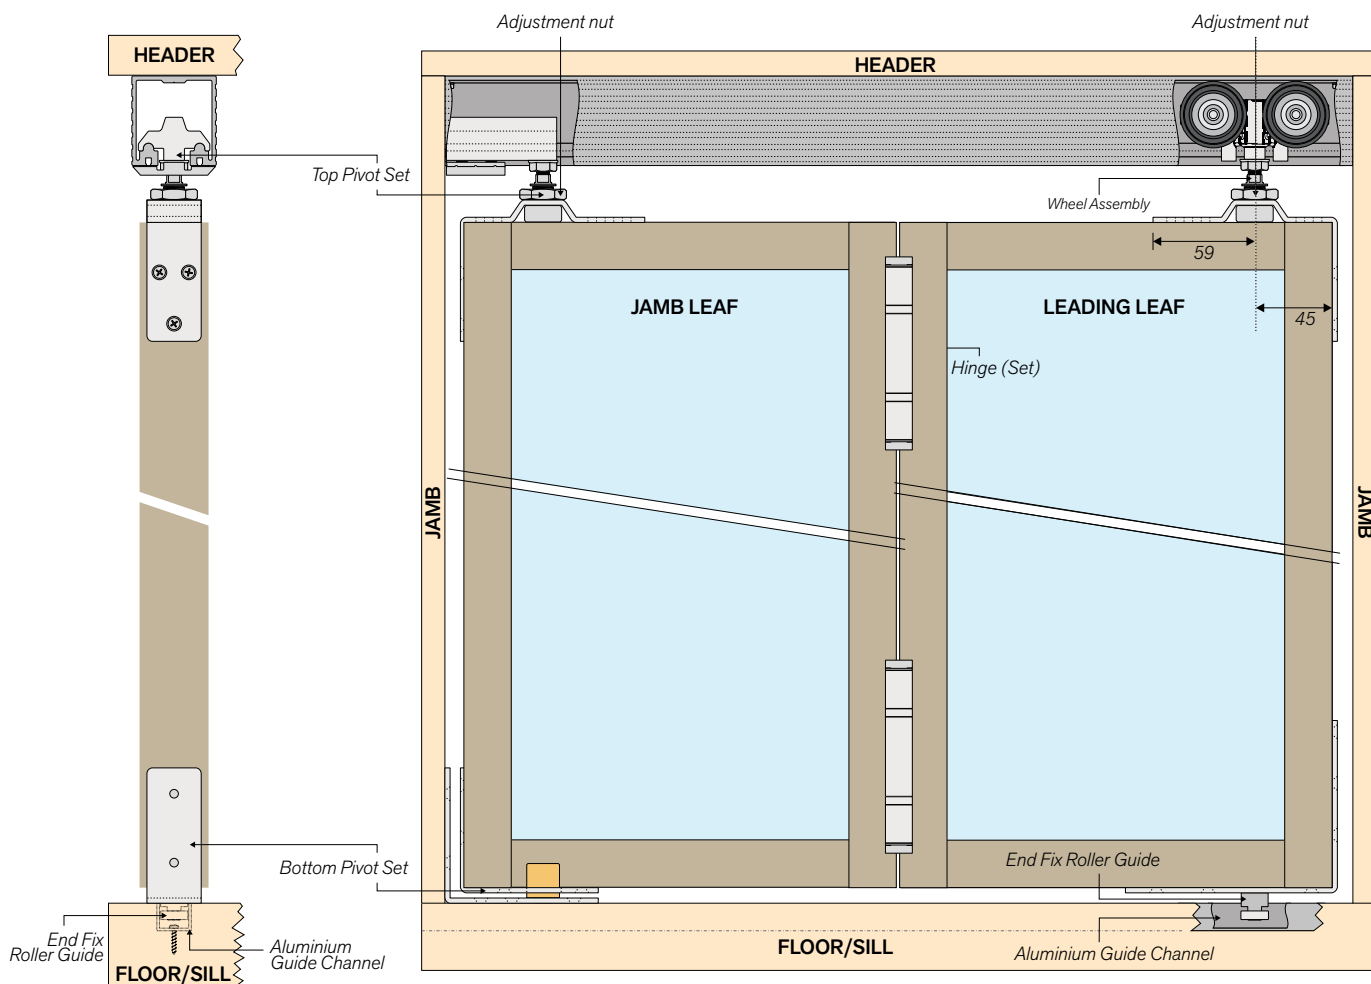 Adjustment nut
Adjustment nut
HEADER
HEADER
Top Pivot Set
Wheel Assembly
59
45
JAMB LEAF
LEADING LEAF
Hinge (Set)
JAMB
JAMB
Bottom Pivot Set
End Fix Roller Guide
End Fix
Roller Guide
Aluminium
Guide Channel
FLOOR/SILL
FLOOR/SILL
Aluminium Guide Channel